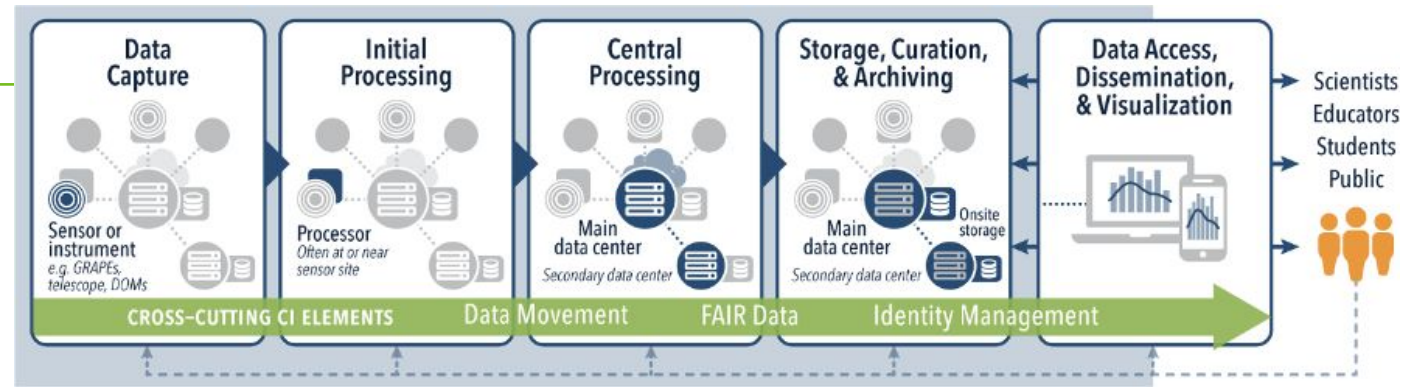 Data
Capture
Sensor or
instrument
e.g. GRAPEs,
telescope, DOMs
Initial
Processing
Processor
Often at or near
sensor site
Central
Processing
Main
data center
Secondary data center
Storage, Curation,
& Archiving
Onsite
storage
Main
data center
Secondary data center
Data Access,
Dissemination,
& Visualization
Scientists
Educators
Students
Public
CROSS–CUTTING CI ELEMENTS Data Movement FAIR Data Identity Management